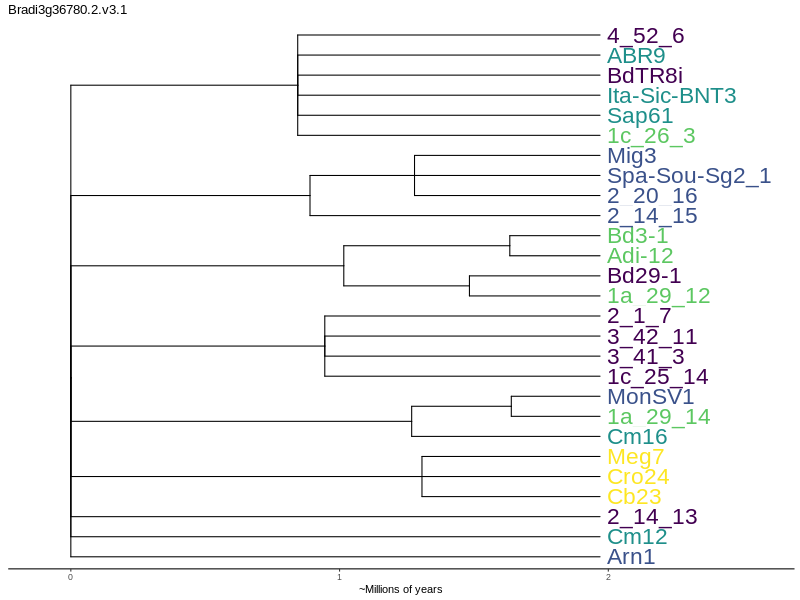 Bradi3g36780.2.v3.1
4_52_6
ABR9
BdTR8i
Ita-Sic-BNT3
Sap61
1c_26_3
Mig3
Spa-Sou-Sg2_1
2_20_16
2_14_15
Bd3-1
Adi-12
Bd29-1
1a_29_12
2_1_7
3_42_11
3_41_3
1c_25_14
MonSV1
1a_29_14
Cm16
Meg7
Cro24
Cb23
2_14_13
Cm12
Arn1
0 1 2
~Millions of years